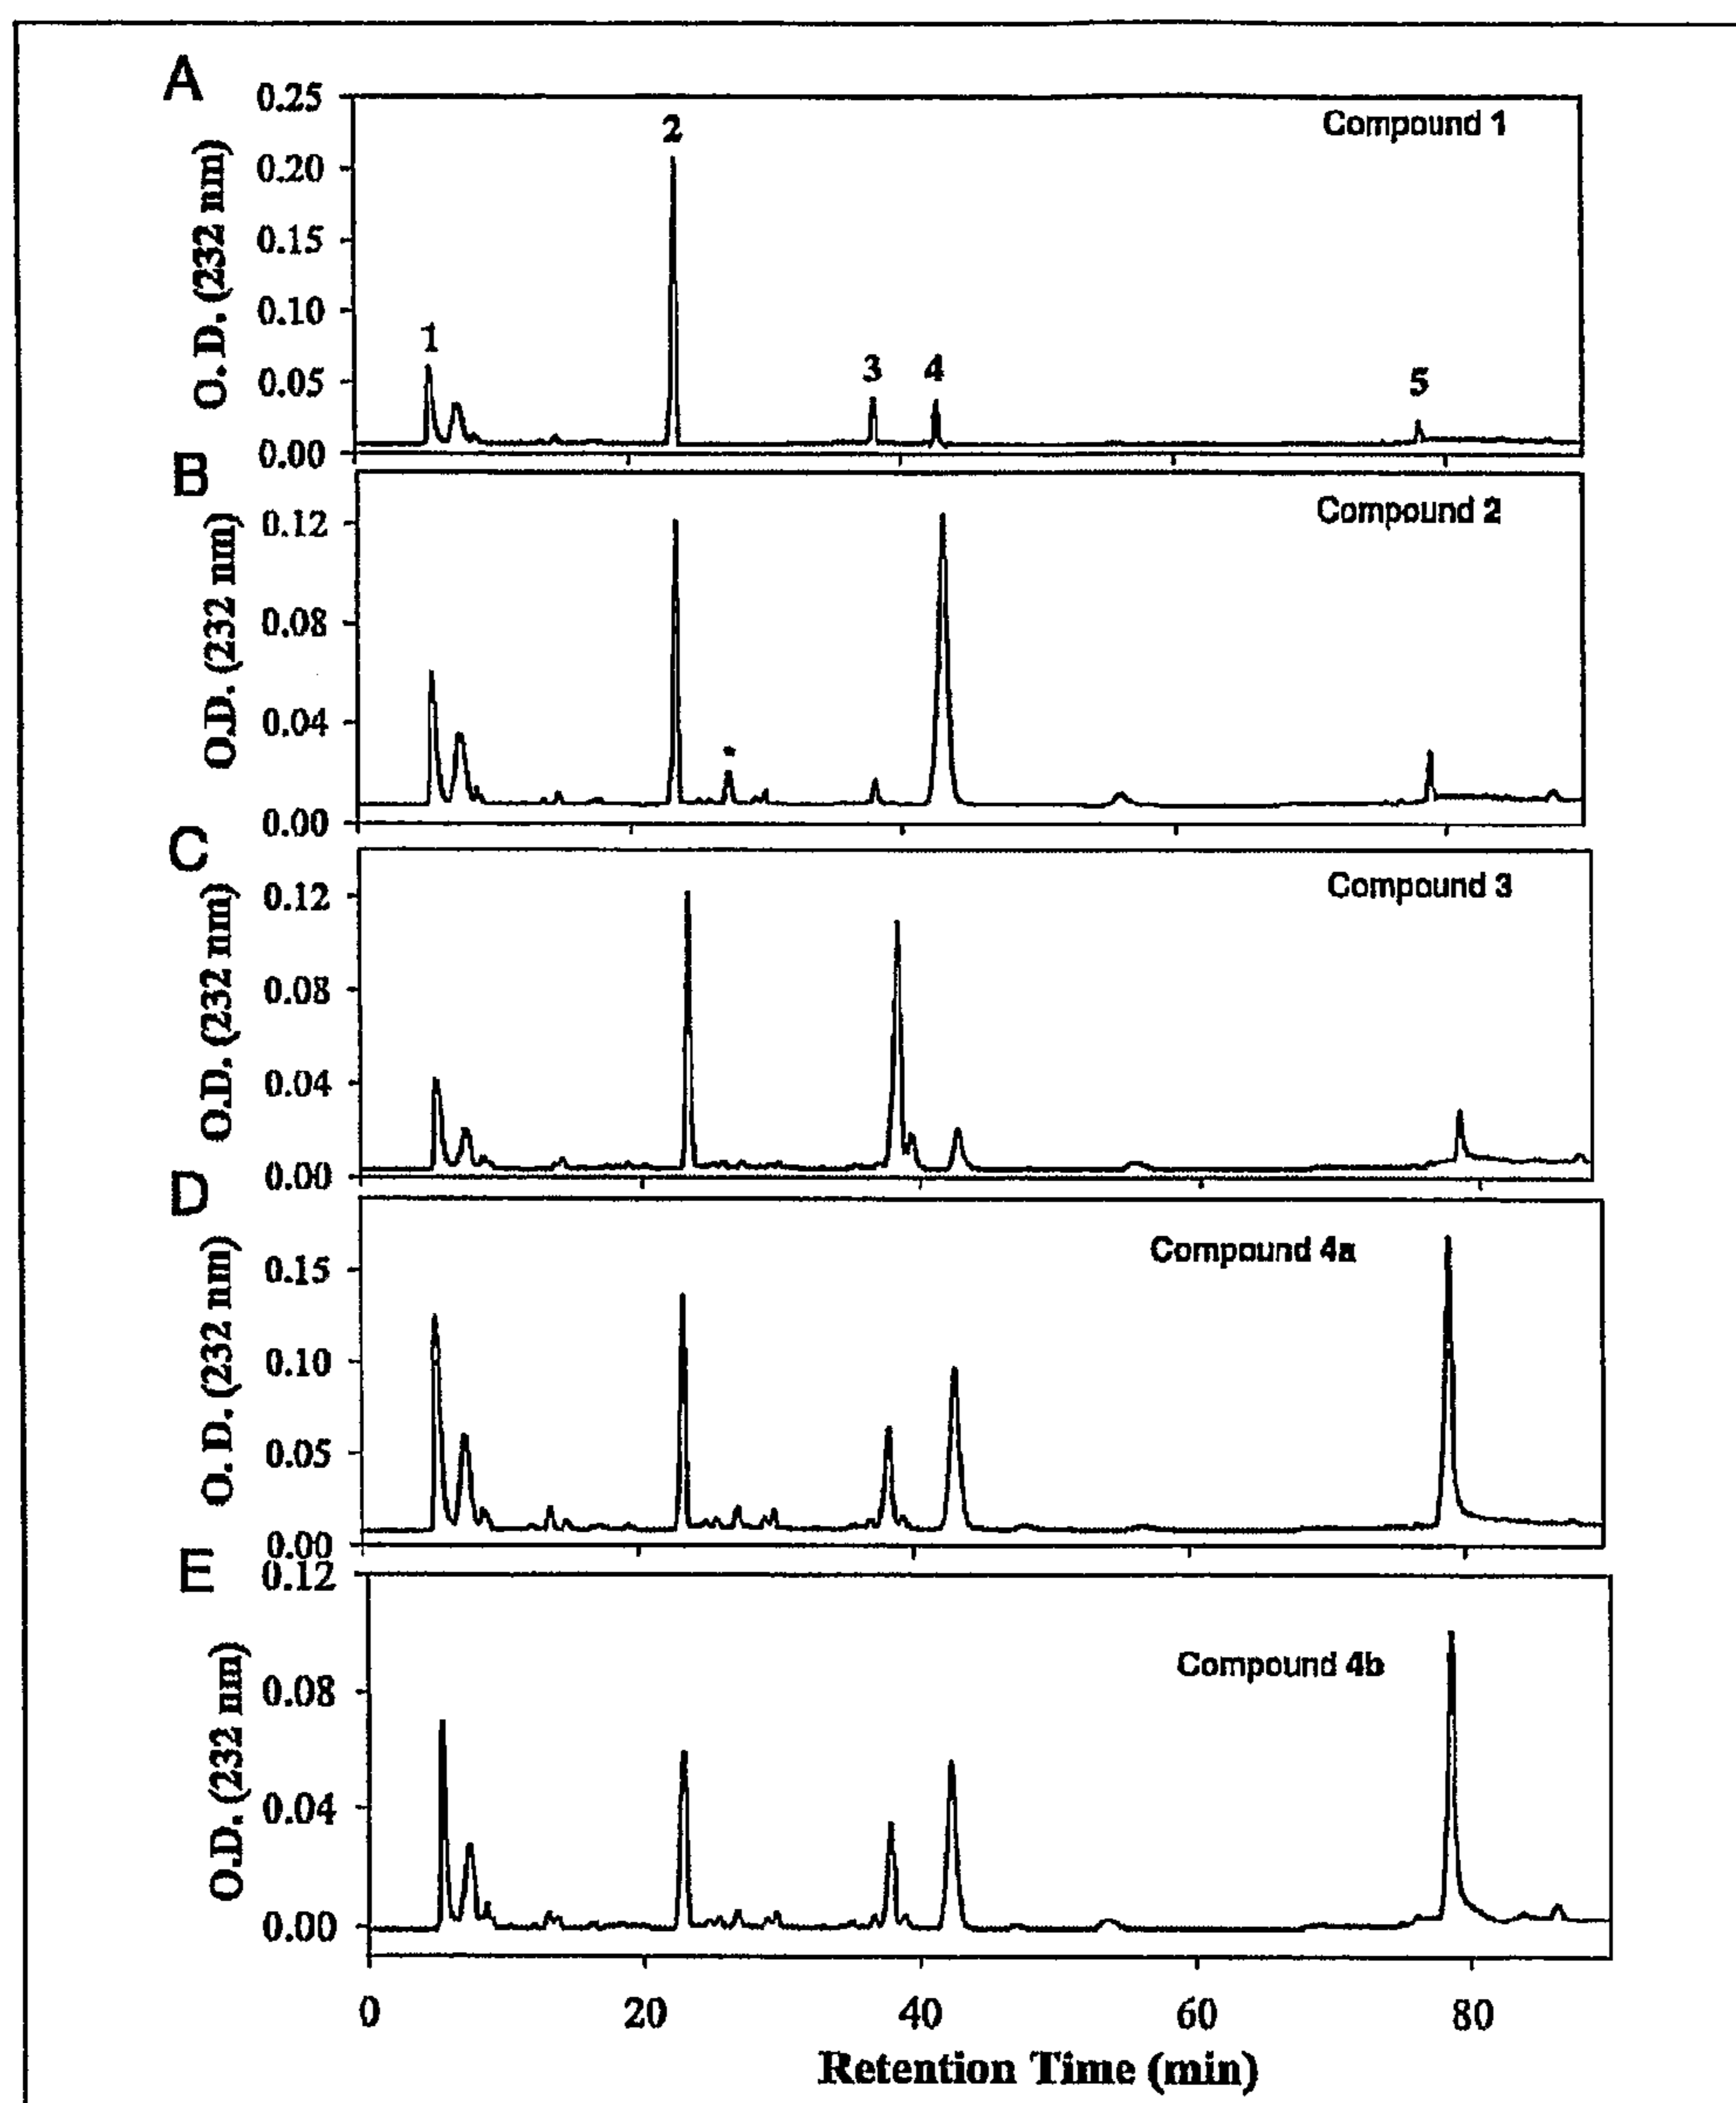 A
O. D. (232 nm)
0.25
0.20
0.15
0.10
0.05
0.00
Compound 1
1
2
3
4
5
B
O.D. (232 nm)
0.12
0.08
0.04
0.00
Compound 2
*
C
O.D. (232 nm)
0.12
0.08
0.04
0.00
Compound 3
D
O. D. (232 nm)
0.15
0.10
0.05
0.00
Compound 4a
E
O.D. (232 nm)
0.12
0.08
0.04
0.00
Compound 4b
0 20 40 60 80
Retention Time (min)